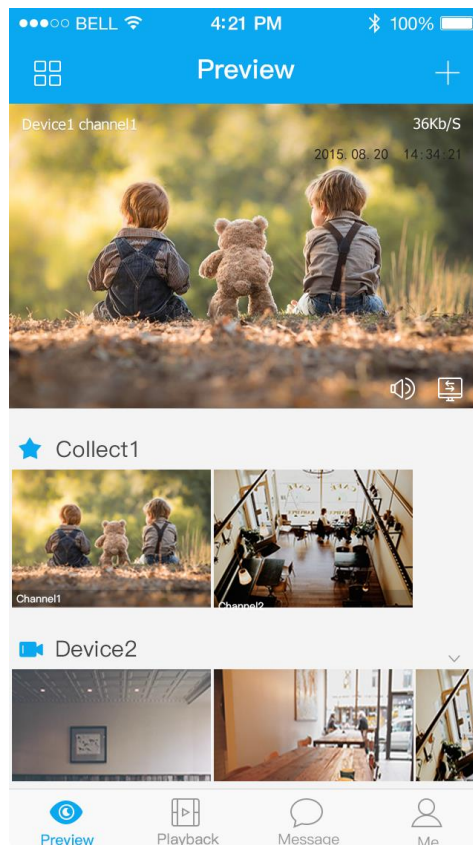 BELL 4:21 PM 100%
Preview
Device1 channel1 36Kb/S
2015. 08. 20 14:34:21
Collect1
Channel1 Channel2
Device2
Preview Playback Message Me